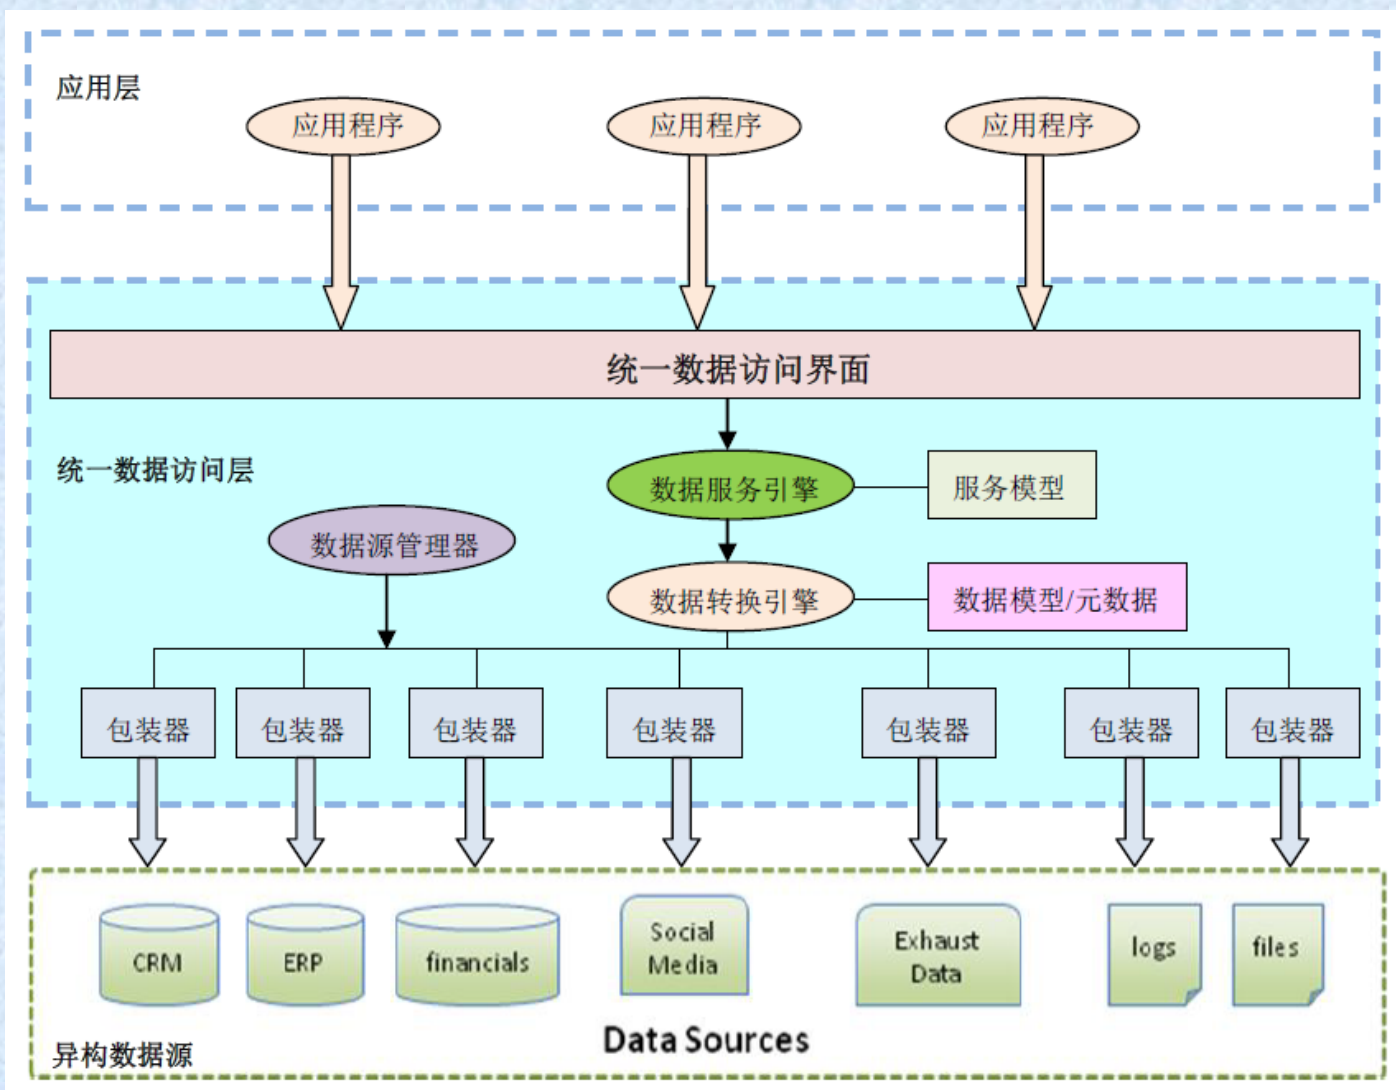 应用层
应用程序
应用程序
应用程序
统一数据访问界面
统一数据访问层
数据服务引擎
服务模型
数据源管理器
数据转换引擎
数据模型/元数据
包装器
包装器
包装器
包装器
包装器
包装器
包装器
CRM
ERP
financials
Social
Media
Exhaust
Data
logs
files
Data Sources
异构数据源